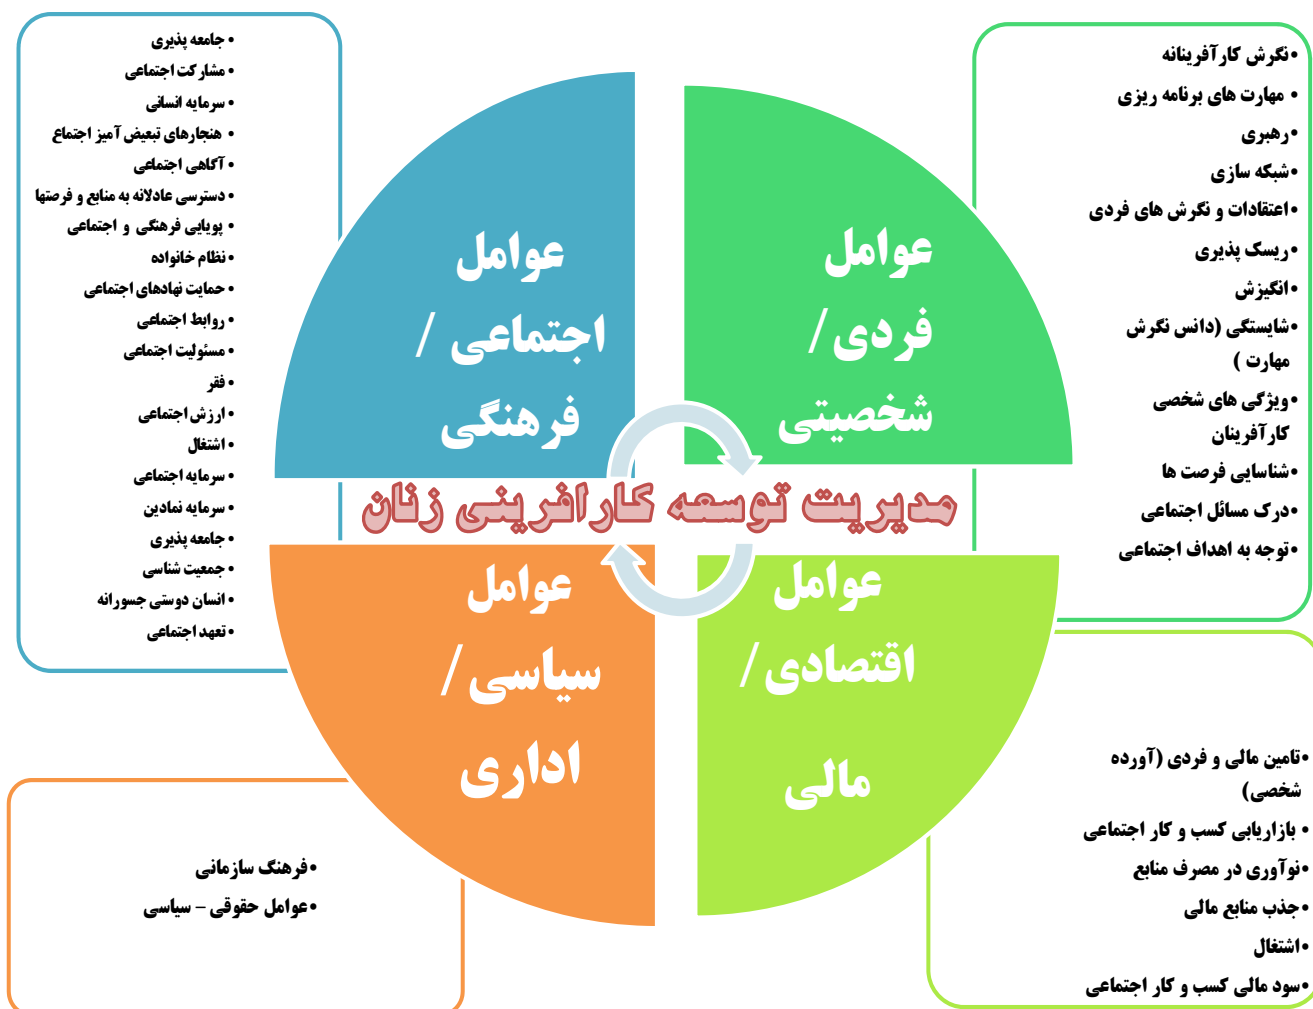 •نگرش کارآفرینانه
• مهارت های برنامه ریزی
•رهبری
•شبکه سازی
•اعتقادات و نگرش های فردی
•ریسک پذیری
•انگیزش
•شایستگی (دانس نگرش
مهارت )
•ویژگی های شخصی
کارآفرینان
•شناسایی فرصت ها
•درک مسائل اجتماعی
•توجه به اهداف اجتماعی
عوامل
فردی /
شخصیتی
عوامل
اجتماعی /
فرهنگی
•جامعه پذیری
•مشارکت اجتماعی
•سرمایه انسانی
• هنجارهای تبعیض آمیز اجتماع
•آگاهی اجتماعی
•دسترسی عادلانه به منابع و فرصتها
•پویایی فرهنگی و اجتماعی
•نظام خانواده
•حمایت نهادهای اجتماعی
•روابط اجتماعی
•مسئولیت اجتماعی
•فقر
•ارزش اجتماعی
•اشتغال
•سرمایه اجتماعی
•سرمایه نمادین
•جامعه پذیری
•جمعیت شناسی
•انسان دوستی جسورانه
•تعهد اجتماعی
مدیریت توسعه کارافرینی زنان
عوامل
اقتصادی /
مالی
•تامین مالی و فردی (آورده
شخصی)
•بازاریابی کسب و کار اجتماعی
•نوآوری در مصرف منابع
•جذب منابع مالی
•اشتغال
•سود مالی کسب و کار اجتماعی
عوامل
سیاسی /
اداری
•فرهنگ سازمانی
•عوامل حقوقی – سیاسی